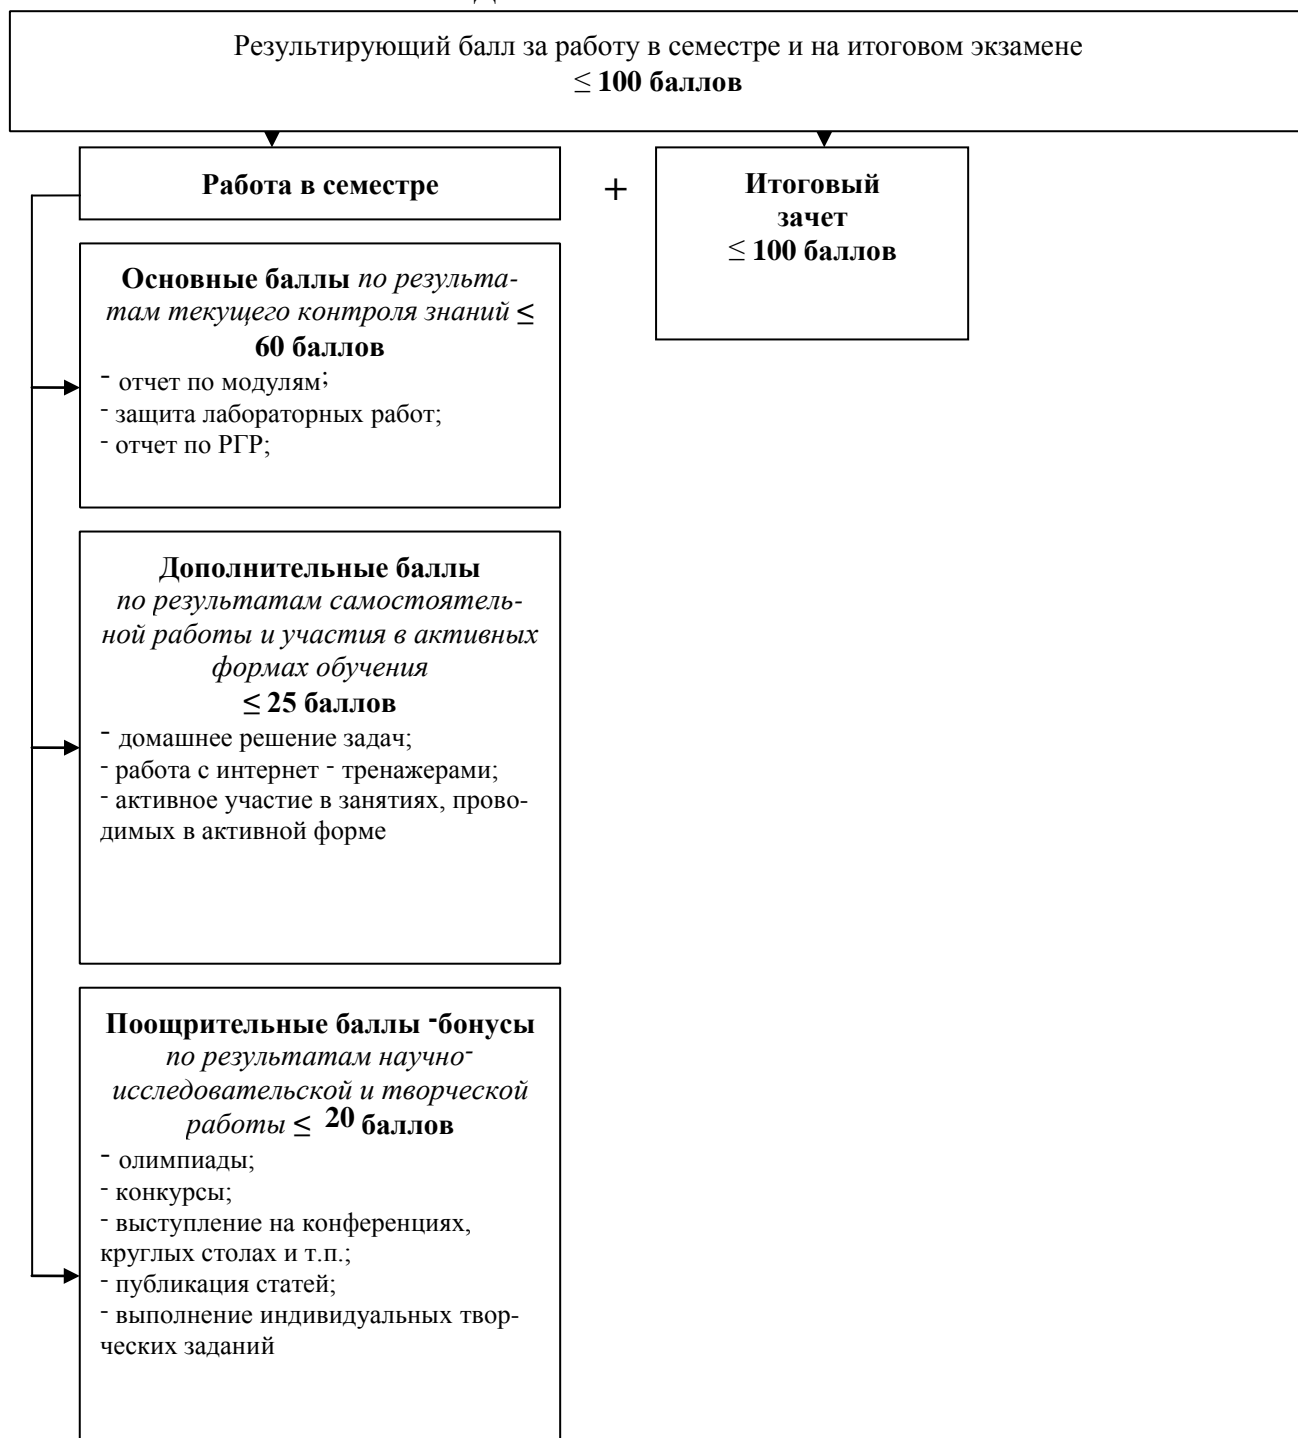 Результирующий балл за работу в семестре и на итоговом экзамене
≤ 100 баллов
Работа в семестре
+
Итоговый
зачет
≤ 100 баллов
Основные баллы по результа-
там текущего контроля знаний ≤
60 баллов
- отчет по модулям;
- защита лабораторных работ;
- отчет по РГР;
Дополнительные баллы
по результатам самостоятель-
ной работы и участия в активных
формах обучения
≤ 25 баллов
- домашнее решение задач;
- работа с интернет - тренажерами;
- активное участие в занятиях, прово-
димых в активной форме
Поощрительные баллы -бонусы
по результатам научно-
исследовательской и творческой
работы ≤ 20 баллов
- олимпиады;
- конкурсы;
- выступление на конференциях,
круглых столах и т.п.;
- публикация статей;
- выполнение индивидуальных твор-
ческих заданий